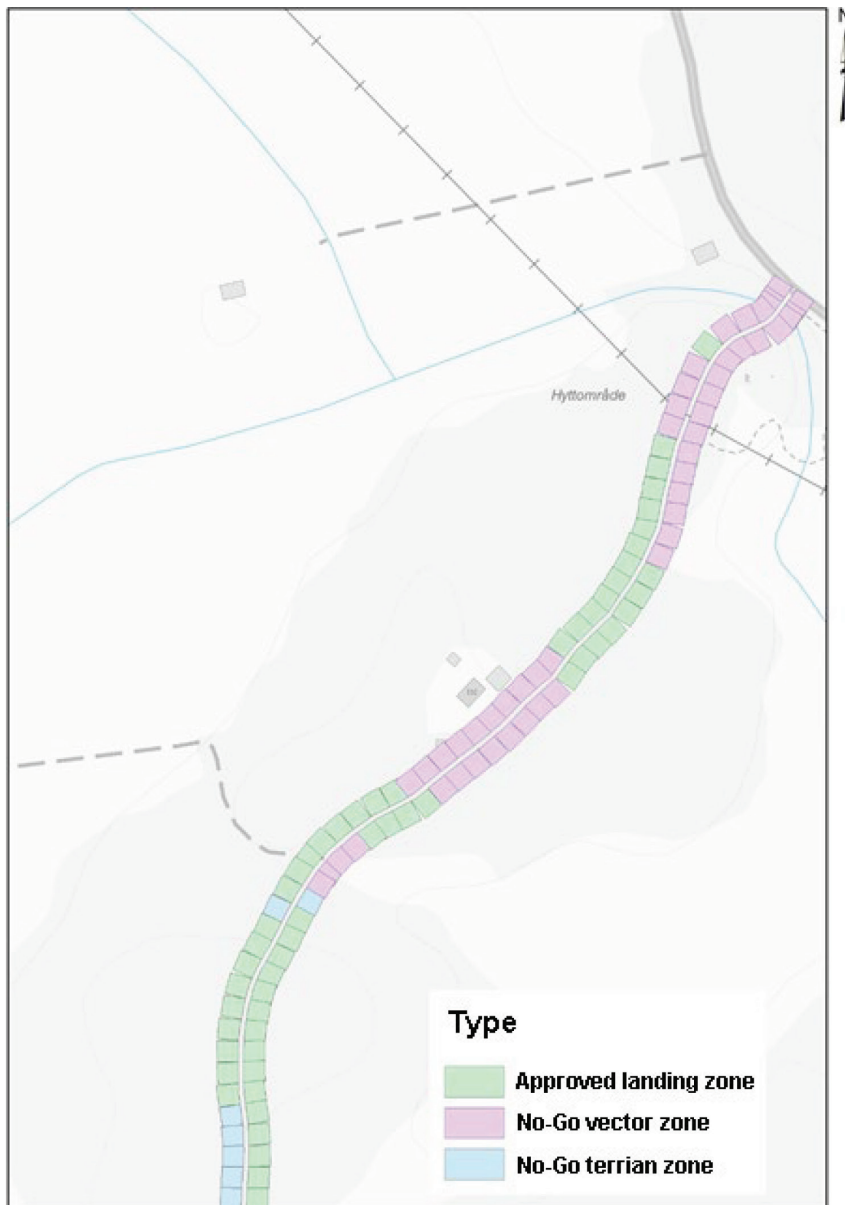 N
Hyttområde
Type
Approved landing zone
No-Go vector zone
No-Go terrian zone